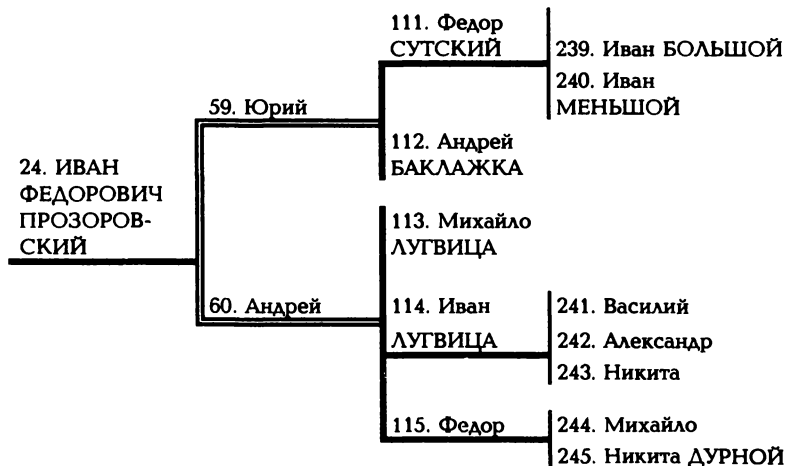 24. ИВАН
ФЕДОРОВИЧ
ПРОЗОРОВ-
СКИЙ
59. Юрий
60. Андрей
111. Федор
СУТСКИЙ
112. Андрей
БАКЛАЖКА
113. Михайло
ЛУГВИЦА
114. Иван
ЛУГВИЦА
115. Федор
239. Иван БОЛЬШОЙ
240. Иван
МЕНЬШОЙ
241. Василий
242. Александр
243. Никита
244. Михайло
245. Никита ДУРНОЙ